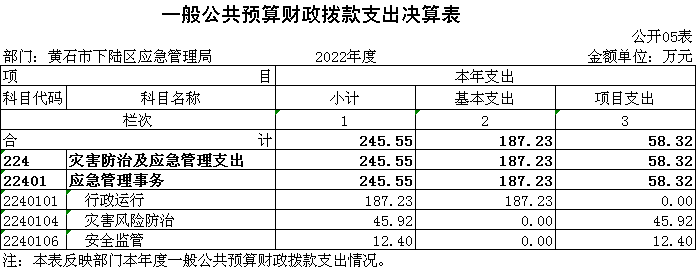 一般公共预算财政拨款支出决算表
公开05表
部门：黄石市下陆区应急管理局 2022年度 金额单位：万元
项 目 本年支出
科目代码 科目名称 小计 基本支出 项目支出
栏次 1 2 3
合 计 245.55 187.23 58.32
224 灾害防治及应急管理支出 245.55 187.23 58.32
22401 应急管理事务 245.55 187.23 58.32
2240101 行政运行 187.23 187.23 0.00
2240104 灾害风险防治 45.92 0.00 45.92
2240106 安全监管 12.40 0.00 12.40
注：本表反映部门本年度一般公共预算财政拨款支出情况。